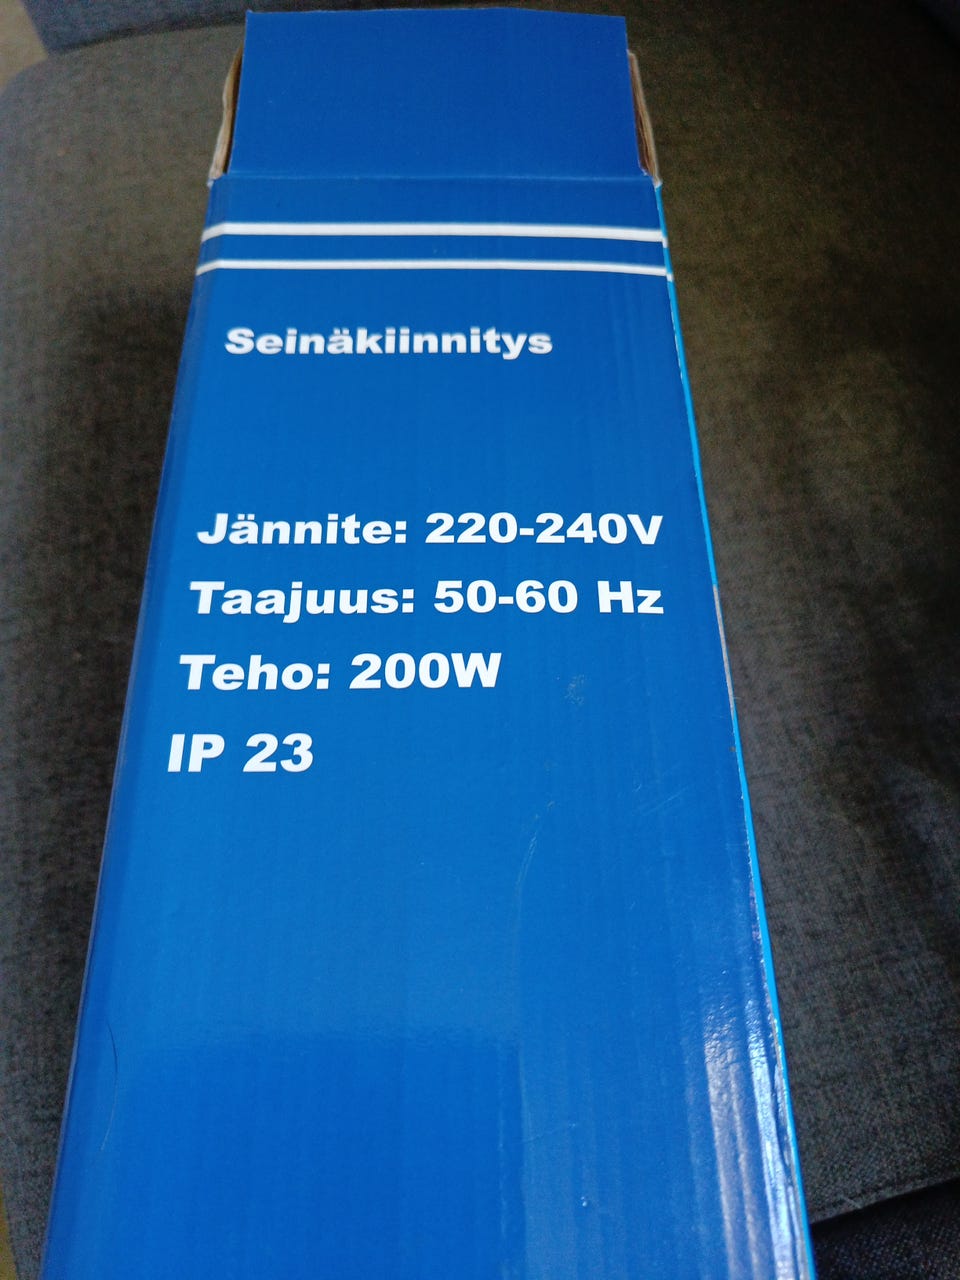 Seinäkiinnitys
Jännite: 220-240V
Taajuus: 50-60 Hz
Teho: 200W
IP 23